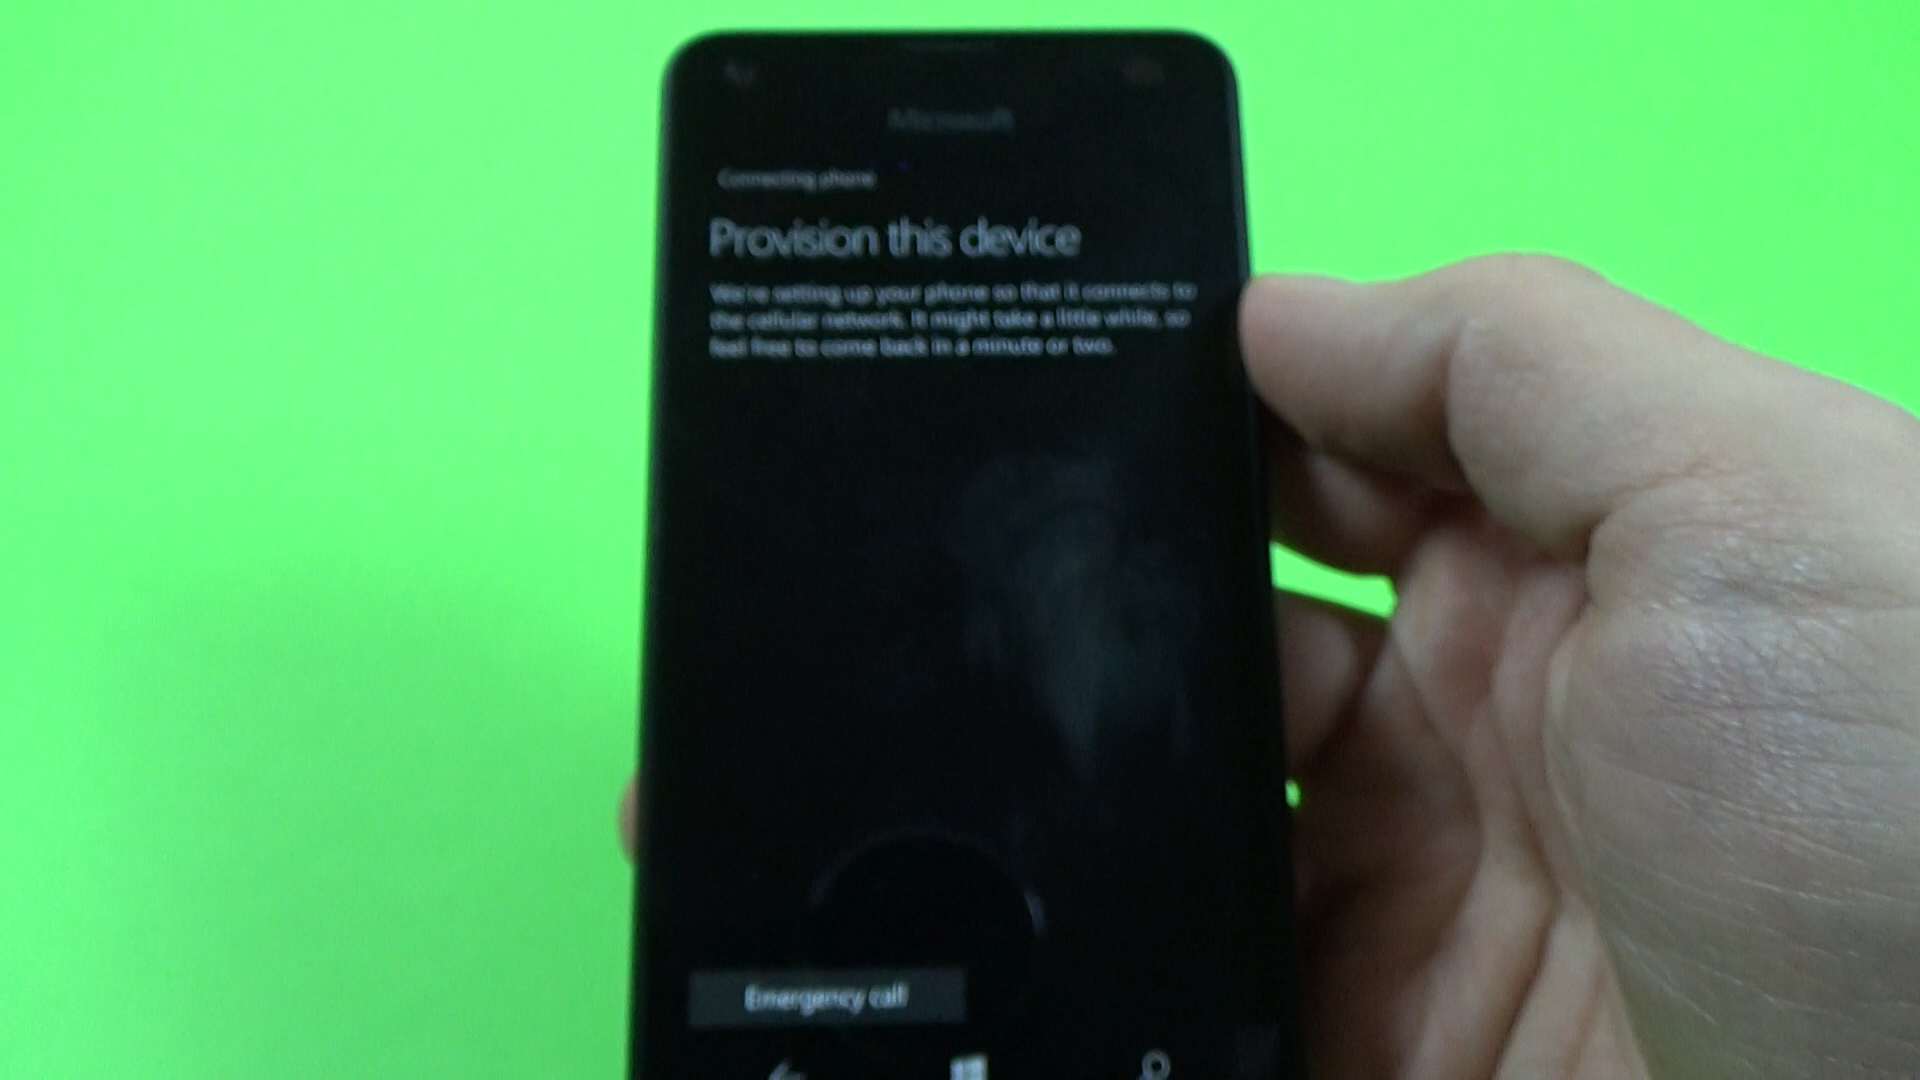 Microsoft
Connecting phone
Provision this device
We're setting up your phone so that it connects to
the cellular network. It might take a little while, so
feel free to come back in a minute or two.
Emergency call